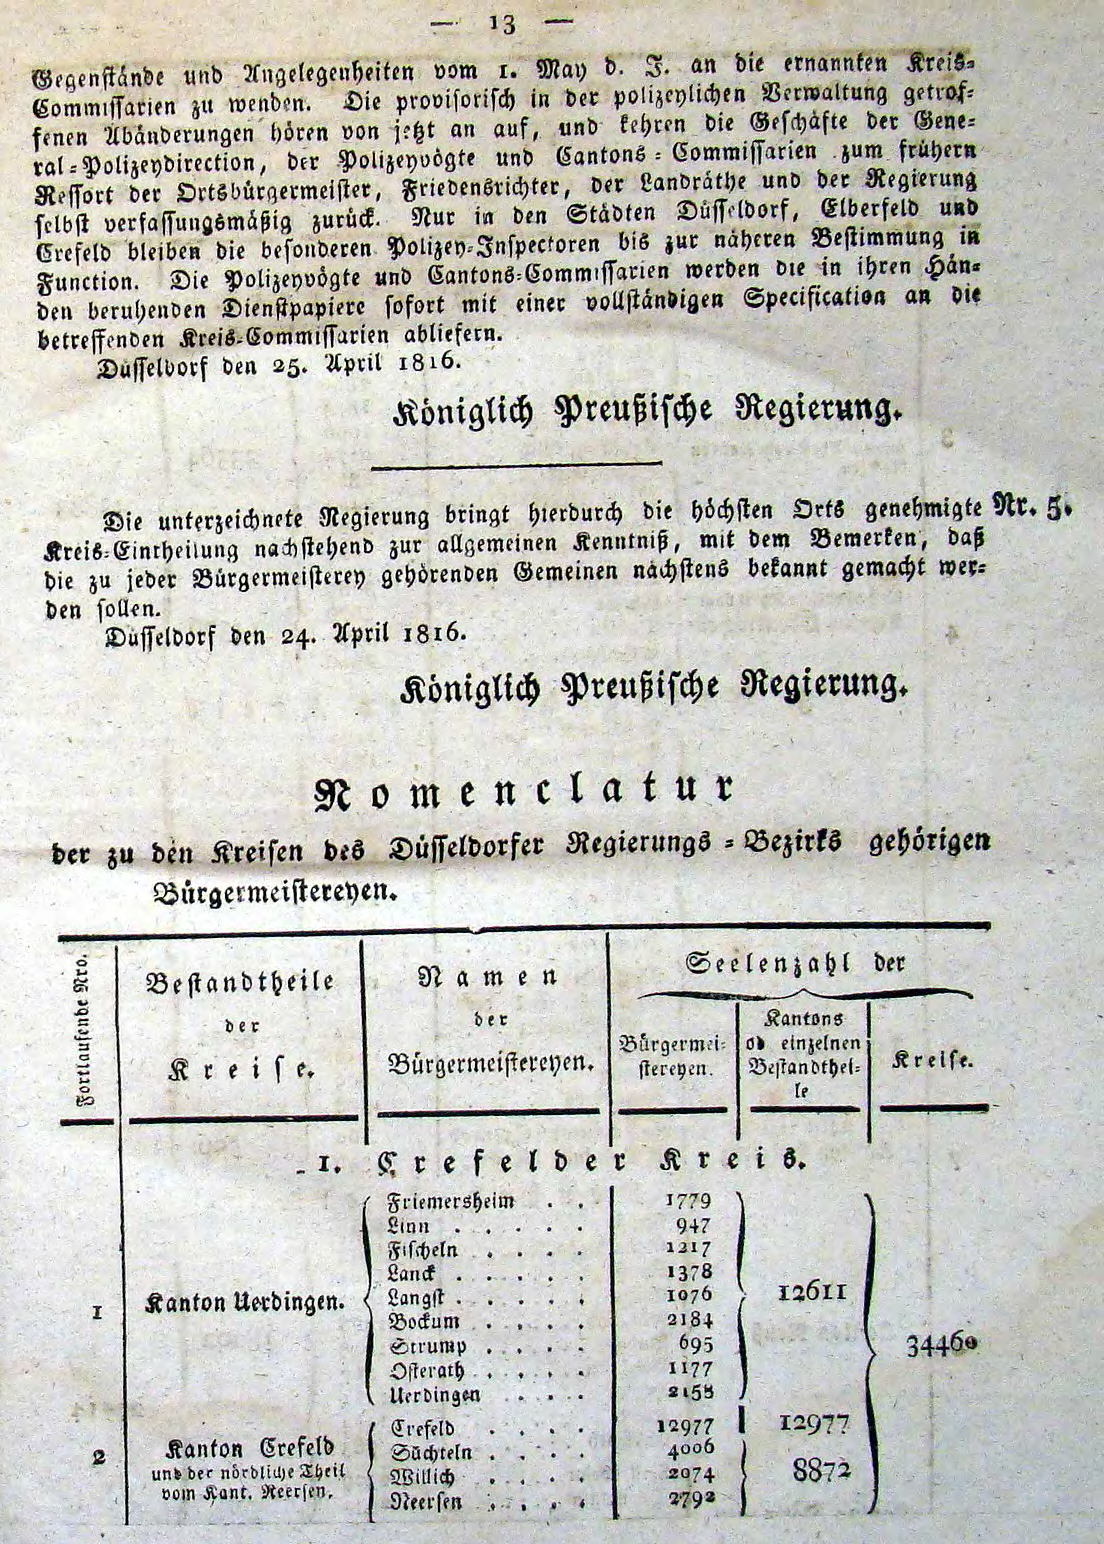 — 13 —
Gegenstände und Angelegenheiten vom 1. May d. J. an die ernannten Kreis=
Commissarien zu wenden. Die provisorisch in der polizeylichen Verwaltung getrof=
fenen Abänderungen hören von jetzt an auf, und kehren die Geschäfte der Gene=
ral=Polizeydirection, der Polizeyvögte und Cantons=Commissarien zum frühern
Ressort der Ortsbürgermeister, Friedensrichter, der Landräthe und der Regierung
selbst verfassungsmäßig zurück. Nur in den Städten Düsseldorf, Elberfeld und
Crefeld bleiben die besonderen Polizey=Inspectoren bis zur näheren Bestimmung in
Function. Die Polizeyvögte und Cantons=Commissarien werden die in ihren Hän=
den beruhenden Dienstpapiere sofort mit einer vollständigen Specification an die
betreffenden Kreis=Commissarien abliefern.
Düsseldorf den 25. April 1816.
Königlich Preußische Regierung.
Die unterzeichnete Regierung bringt hierdurch die höchsten Orts genehmigte Nr. 5.
Kreis=Eintheilung nachstehend zur allgemeinen Kenntniß, mit dem Bemerken, daß
die zu jeder Bürgermeisterey gehörenden Gemeinen nächstens bekannt gemacht wer=
den sollen.
Düsseldorf den 24. April 1816.
Königlich Preußische Regierung.
Nomenclatur
der zu den Kreisen des Düsseldorfer Regierungs=Bezirks gehörigen
Bürgermeistereyen.
Fortlaufende Nro.
Bestandtheile
der
Kreise.
Namen
der
Bürgermeistereyen.
Seelenzahl der
Bürgermei=
stereyen.
Kantons
od einzelnen
Bestandthei=
le
Kreise.
1. Crefelder Kreis.
Friemersheim . . 1779
Linn . . . . . 947
Fischeln . . . . 1217
Lanck . . . . . 1378
1 Kanton Uerdingen. Langst . . . . . 1076 12611
Bockum . . . . 2184
Strump . . . . 695 34460
Osterath . . . . 1177
Uerdingen . . . 2158
Crefeld . . . . 12977 12977
2 Kanton Crefeld Süchteln . . . . 4006
und der nördliche Theil Willich . . . . 2074 8872
vom Kant. Neersen. Neersen . . . . 2792